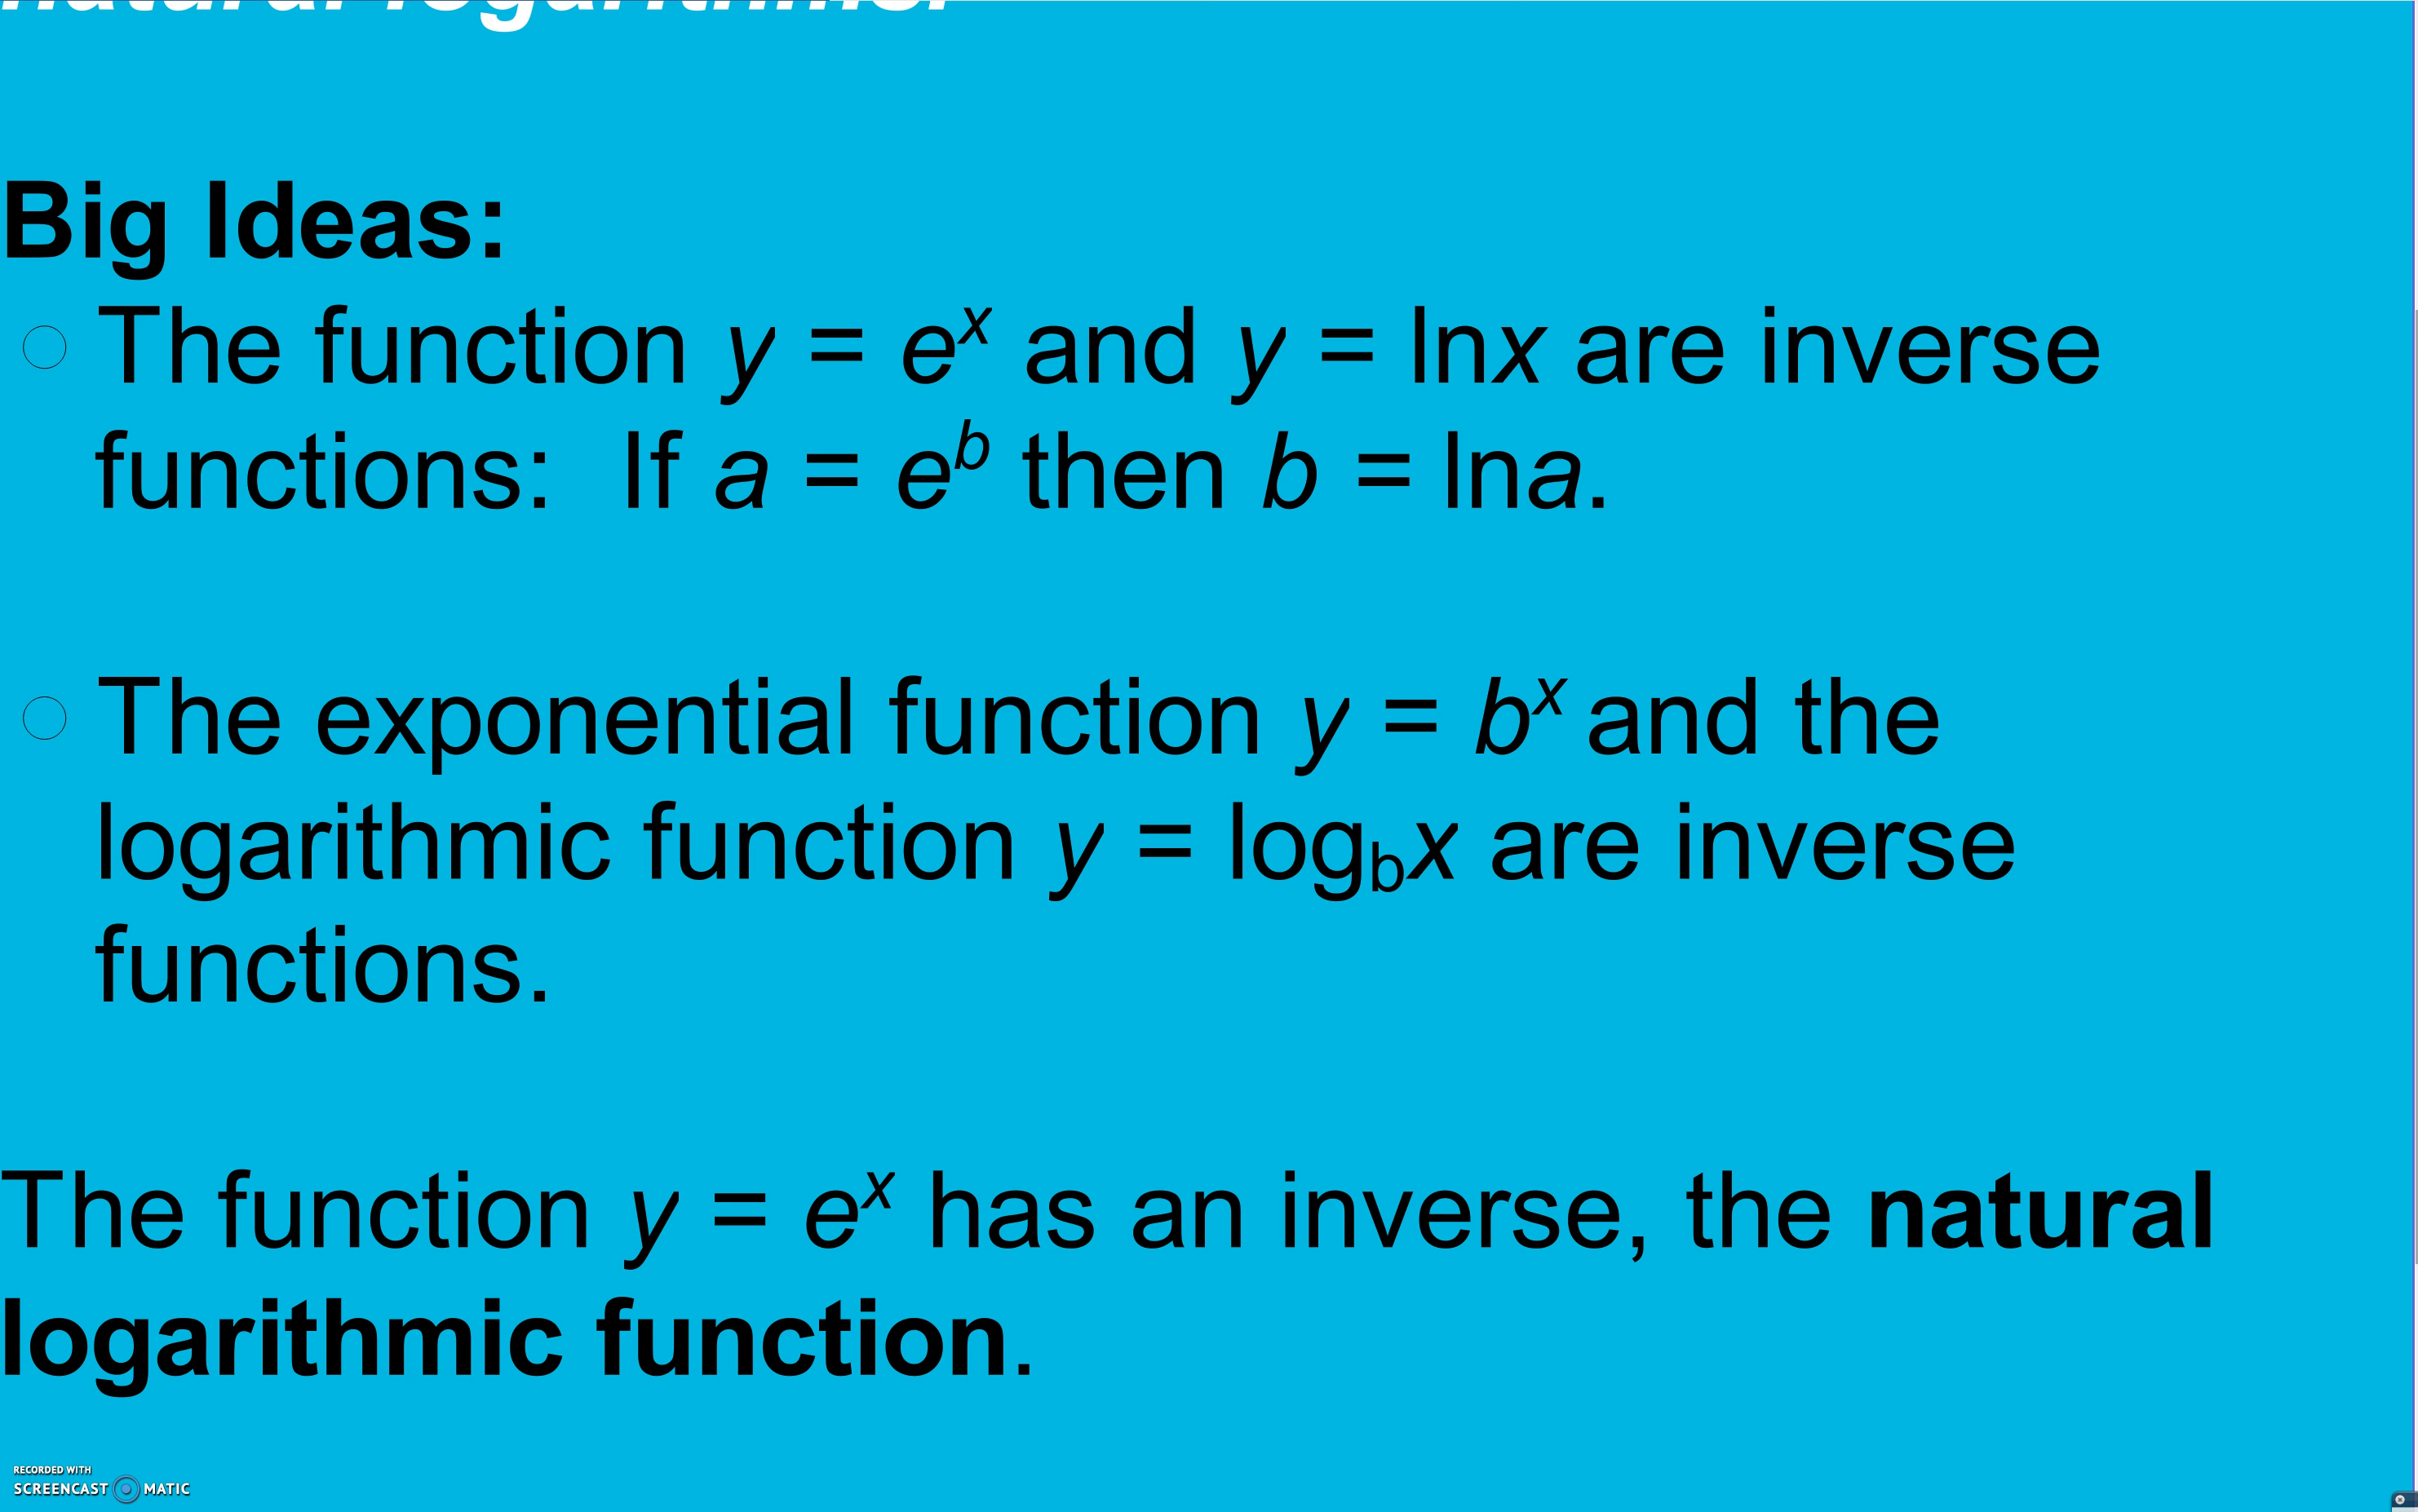 Big Ideas:
The function y = eˣ and y = lnx are inverse
functions: If a = eᵇ then b = lna.
The exponential function y = bˣ and the
logarithmic function y = log_b x are inverse
functions.
The function y = eˣ has an inverse, the natural
logarithmic function.
RECORDED WITH
SCREENCAST MATIC